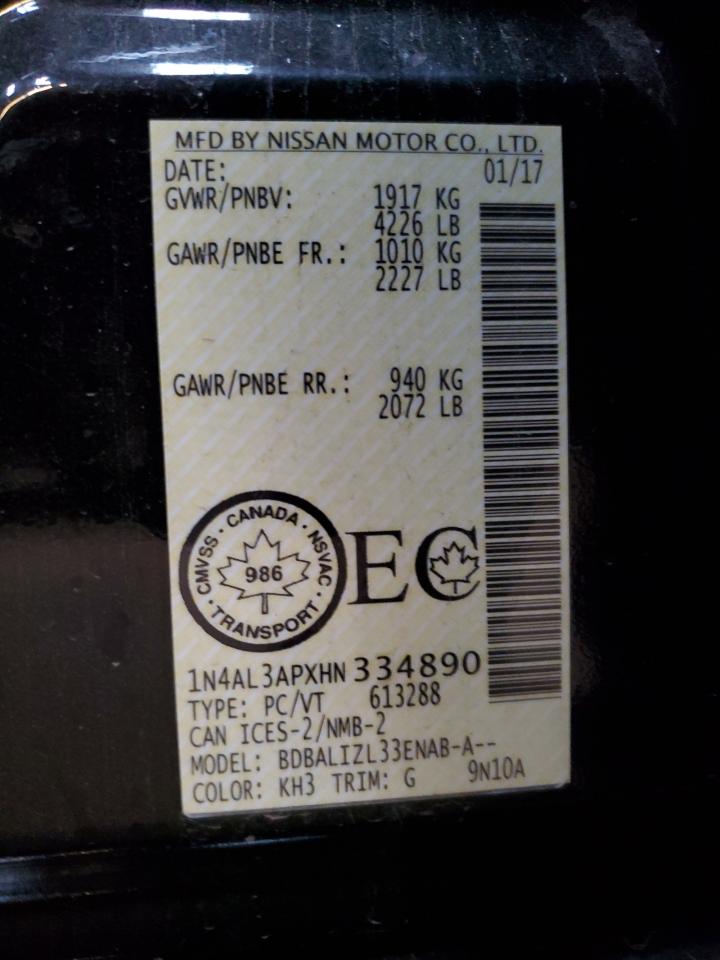 MFD BY NISSAN MOTOR CO., LTD.
DATE: 01/17
GVWR/PNBV: 1917 KG
4226 LB
GAWR/PNBE FR.: 1010 KG
2227 LB
GAWR/PNBE RR.: 940 KG
2072 LB
CANADA · NSVAC · TRANSPORT · CMVSS ·
986
EC
1N4AL3APXHN334890
TYPE: PC/VT 613288
CAN ICES-2/NMB-2
MODEL: BDBALIZL33ENAB-A--
COLOR: KH3 TRIM: G 9N10A